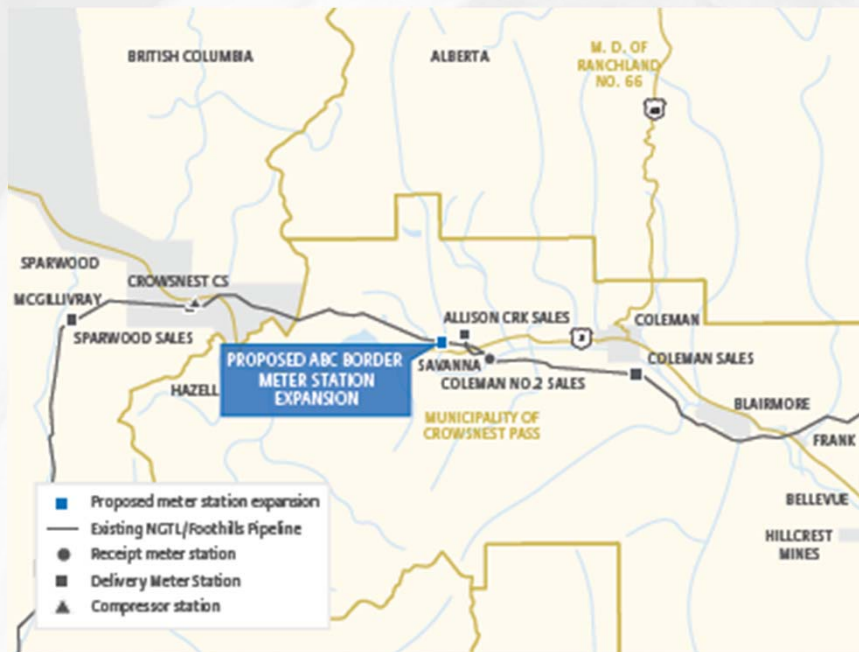 BRITISH COLUMBIA
ALBERTA
M. D. OF
RANCHLAND
NO. 66
SPARWOOD
CROWSNEST CS
MCGILLIVRAY
SPARWOOD SALES
ALLISON CRK SALES
3
COLEMAN
PROPOSED ABC BORDER
METER STATION
EXPANSION
SAVANNA
COLEMAN SALES
COLEMAN NO.2 SALES
HAZELL
BLAIRMORE
MUNICIPALITY OF
CROWSNEST PASS
FRANK
BELLEVUE
HILLCREST
MINES
Proposed meter station expansion
Existing NGTL/Foothills Pipeline
Receipt meter station
Delivery Meter Station
Compressor station